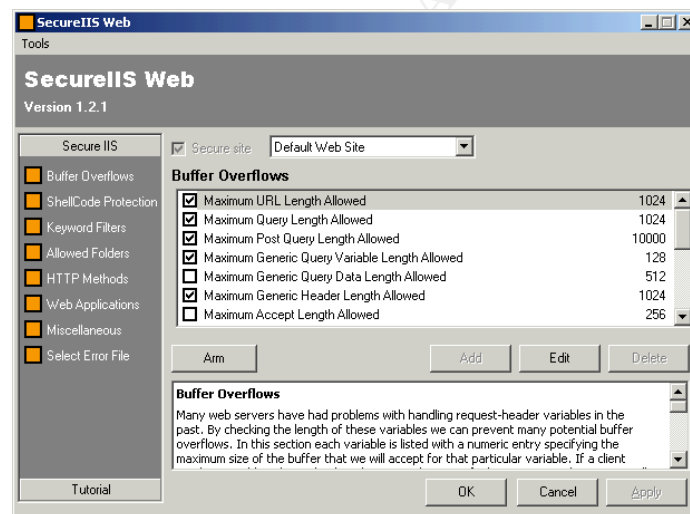 SecureIIS Web
Tools
SecureIIS Web
Version 1.2.1
Secure IIS
Buffer Overflows
ShellCode Protection
Keyword Filters
Allowed Folders
HTTP Methods
Web Applications
Miscellaneous
Select Error File
Tutorial
Secure site
Default Web Site
Buffer Overflows
Maximum URL Length Allowed 1024
Maximum Query Length Allowed 1024
Maximum Post Query Length Allowed 10000
Maximum Generic Query Variable Length Allowed 128
Maximum Generic Query Data Length Allowed 512
Maximum Generic Header Length Allowed 1024
Maximum Accept Length Allowed 256
Arm Add Edit Delete
Buffer Overflows
Many web servers have had problems with handling request-header variables in the
past. By checking the length of these variables we can prevent many potential buffer
overflows. In this section each variable is listed with a numeric entry specifying the
maximum size of the buffer that we will accept for that particular variable. If a client
OK Cancel Apply